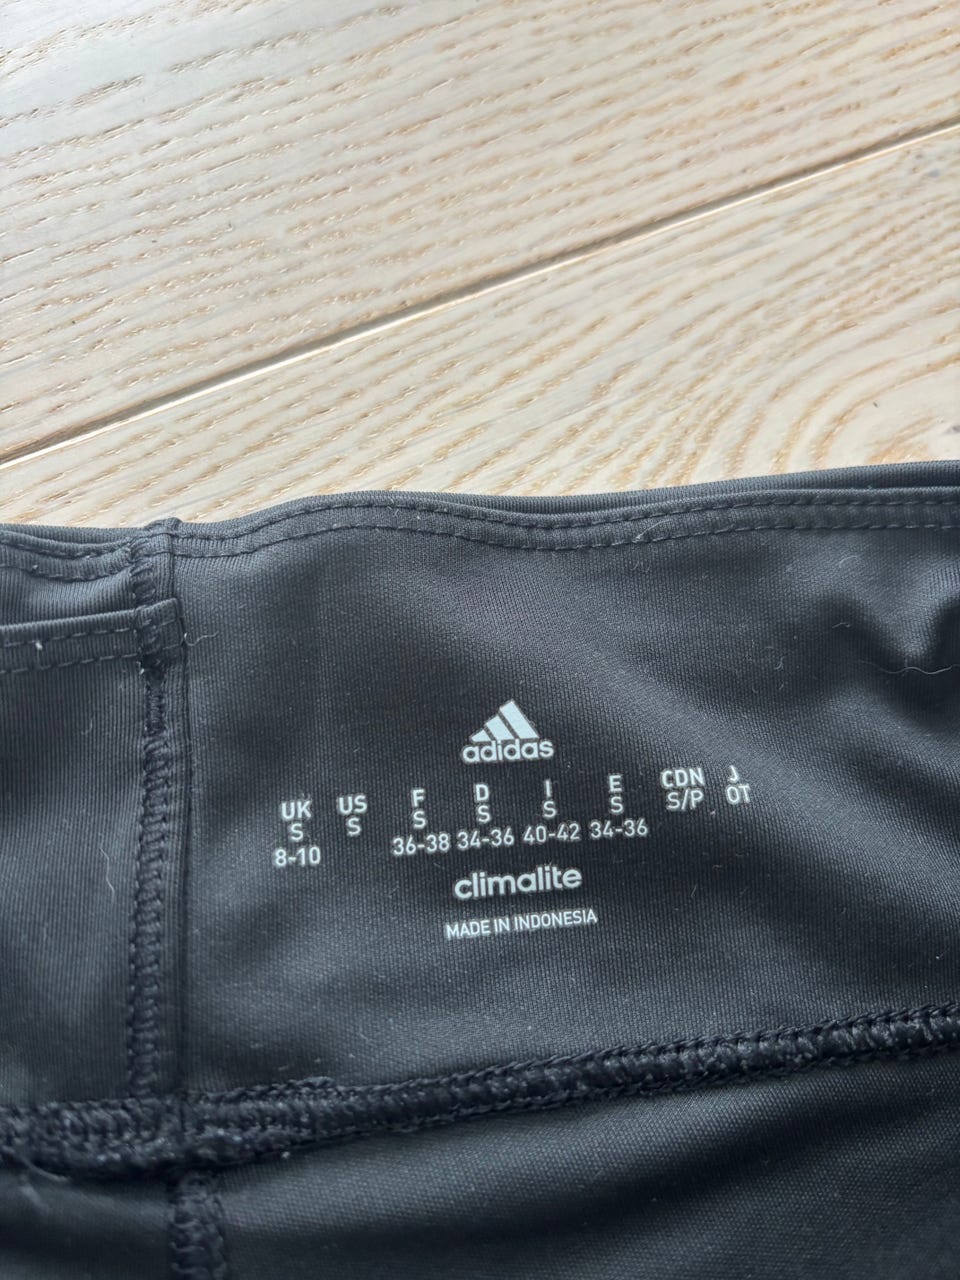 adidas
UK US F D I E CDN J
S S S S S S S/P OT
8-10 36-38 34-36 40-42 34-36
climalite
MADE IN INDONESIA